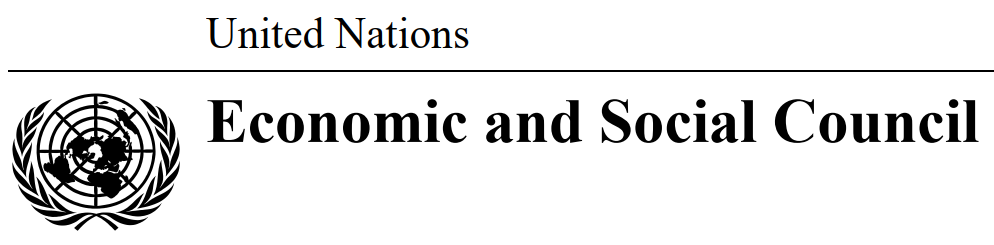 United Nations
Economic and Social Council